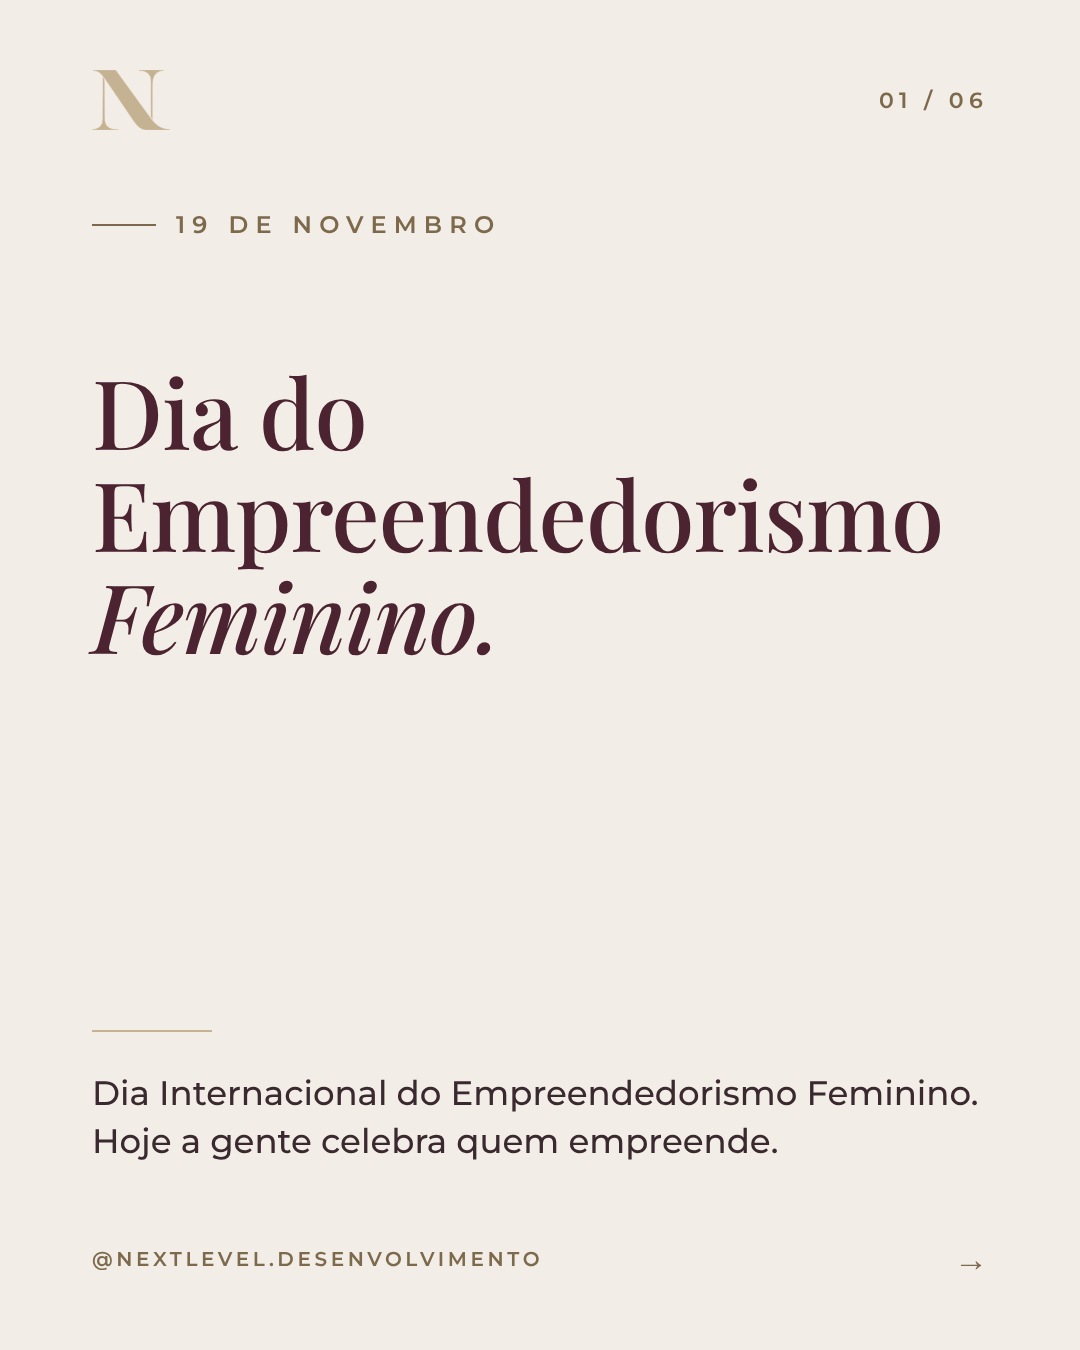 N
01 / 06
19 DE NOVEMBRO
Dia do
Empreendedorismo
Feminino.
Dia Internacional do Empreendedorismo Feminino.
Hoje a gente celebra quem empreende.
@NEXTLEVEL.DESENVOLVIMENTO
→